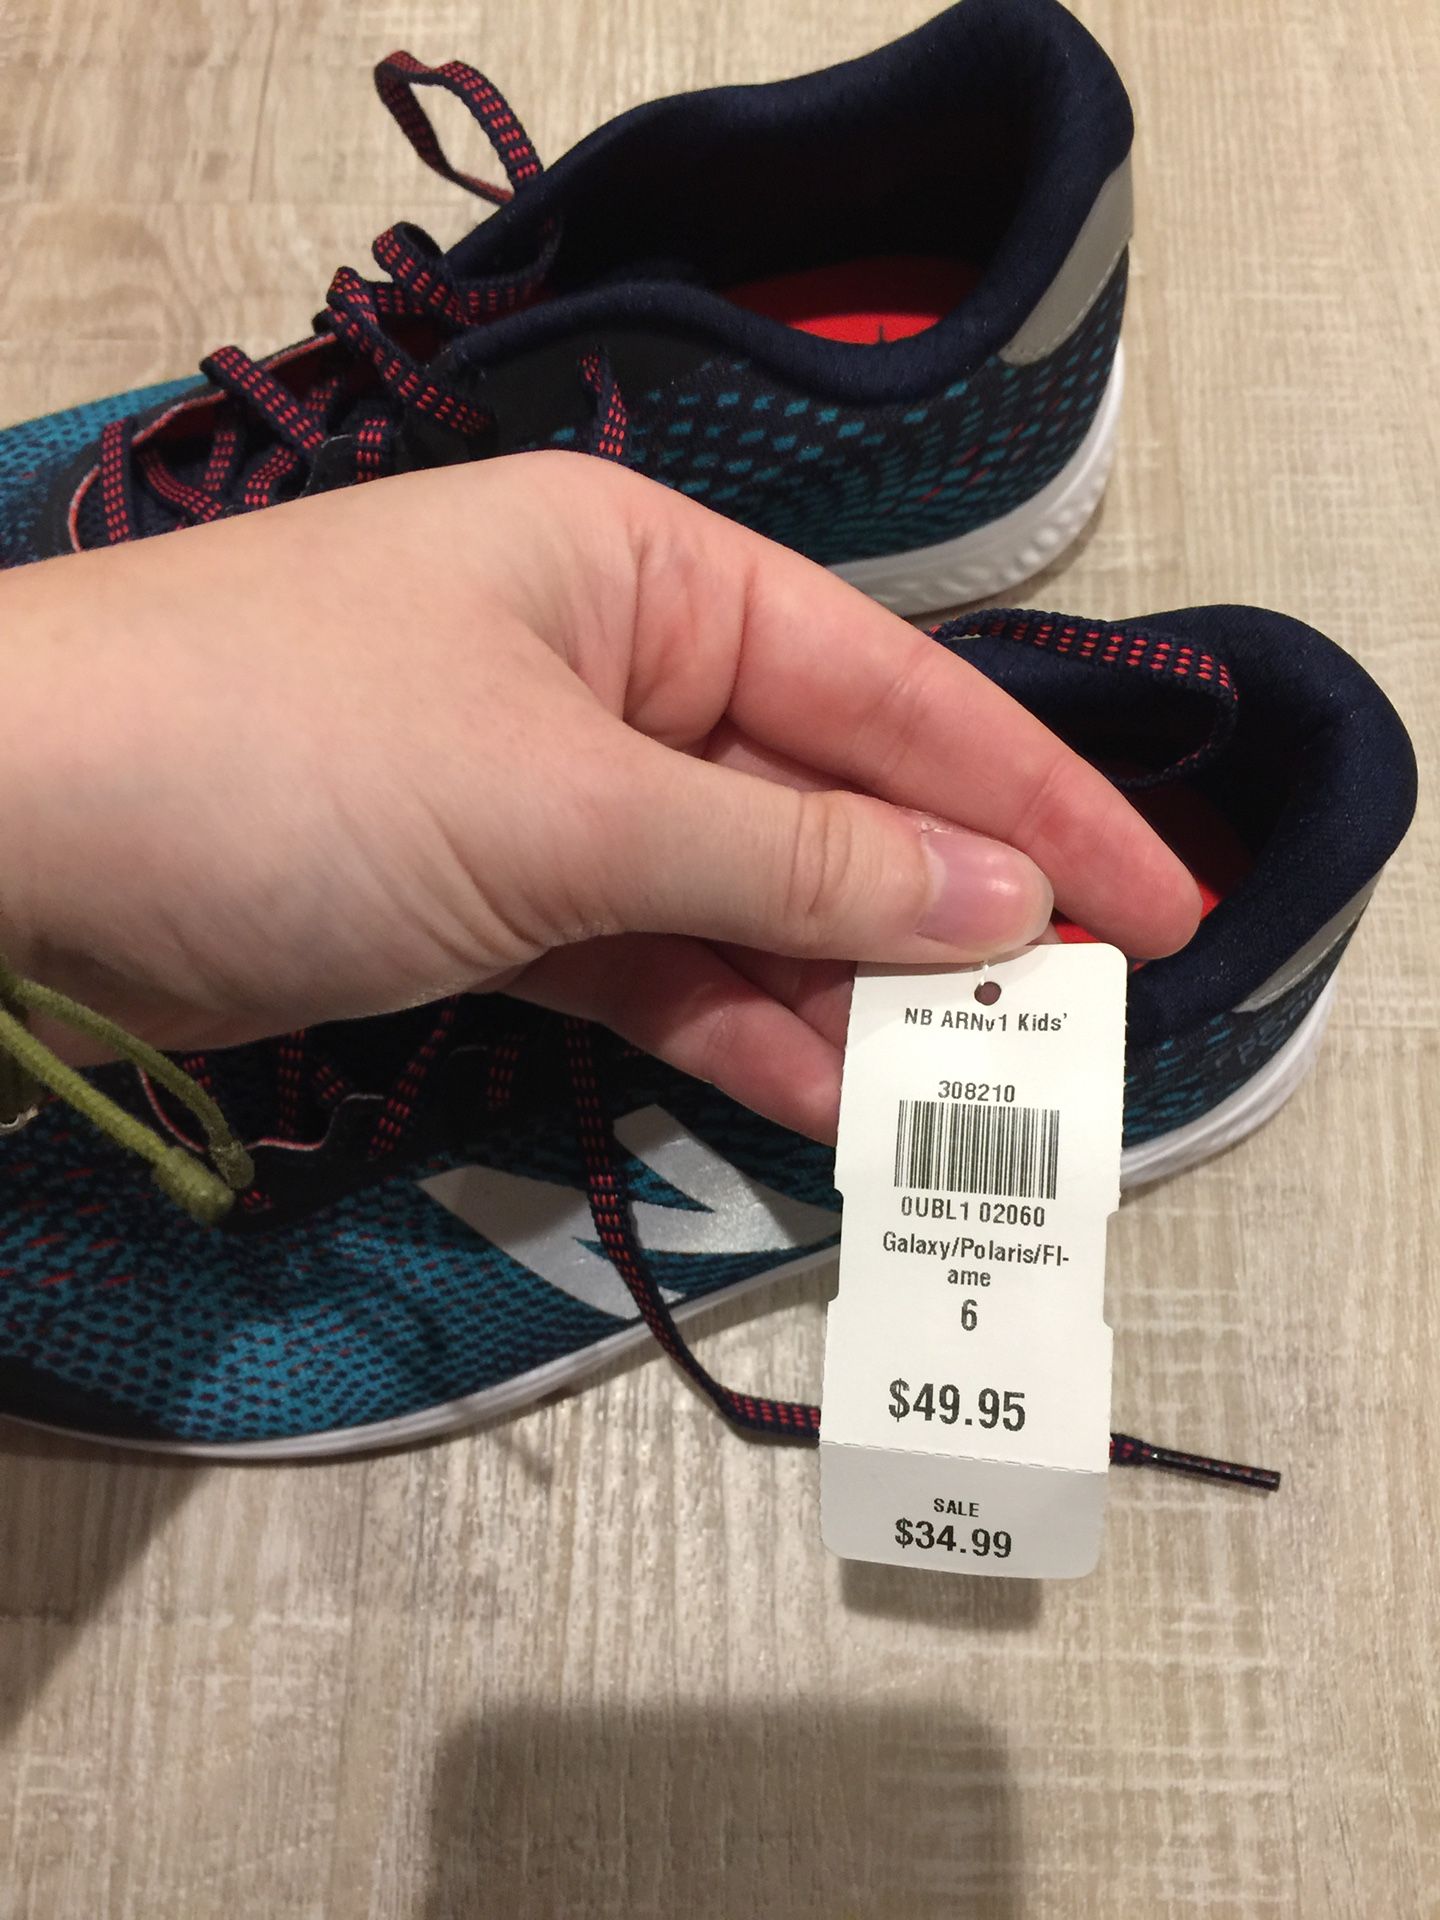 NB ARNv1 Kids'
308210
0UBL1 02060
Galaxy/Polaris/Fl-
ame
6
$49.95
SALE
$34.99